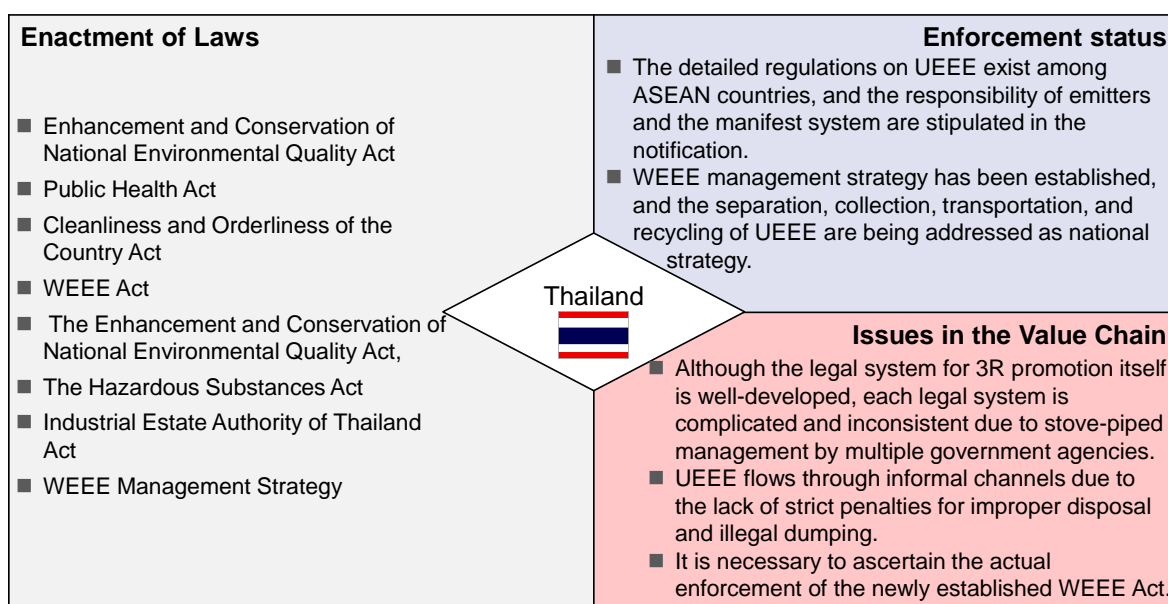 Enactment of Laws
■ Enhancement and Conservation of
National Environmental Quality Act
■ Public Health Act
■ Cleanliness and Orderliness of the
Country Act
■ WEEE Act
■ The Enhancement and Conservation of
National Environmental Quality Act,
■ The Hazardous Substances Act
■ Industrial Estate Authority of Thailand
Act
■ WEEE Management Strategy
Enforcement status
■ The detailed regulations on UEEE exist among
ASEAN countries, and the responsibility of emitters
and the manifest system are stipulated in the
notification.
■ WEEE management strategy has been established,
and the separation, collection, transportation, and
recycling of UEEE are being addressed as national
strategy.
Thailand
Issues in the Value Chain
■ Although the legal system for 3R promotion itself
is well-developed, each legal system is
complicated and inconsistent due to stove-piped
management by multiple government agencies.
■ UEEE flows through informal channels due to
the lack of strict penalties for improper disposal
and illegal dumping.
■ It is necessary to ascertain the actual
enforcement of the newly established WEEE Act.